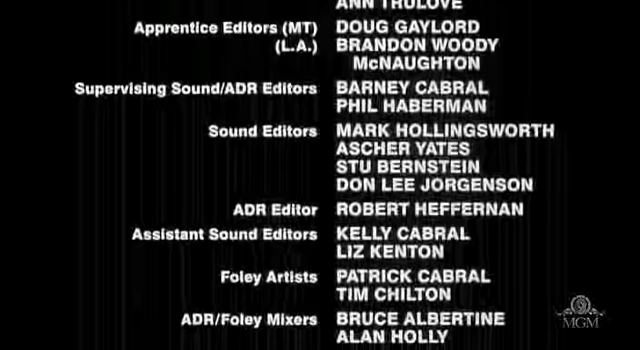 ANN TRULOVE
Apprentice Editors (MT) DOUG GAYLORD
(L.A.) BRANDON WOODY
McNAUGHTON
Supervising Sound/ADR Editors BARNEY CABRAL
PHIL HABERMAN
Sound Editors MARK HOLLINGSWORTH
ASCHER YATES
STU BERNSTEIN
DON LEE JORGENSON
ADR Editor ROBERT HEFFERNAN
Assistant Sound Editors KELLY CABRAL
LIZ KENTON
Foley Artists PATRICK CABRAL
TIM CHILTON
ADR/Foley Mixers BRUCE ALBERTINE
ALAN HOLLY
MGM